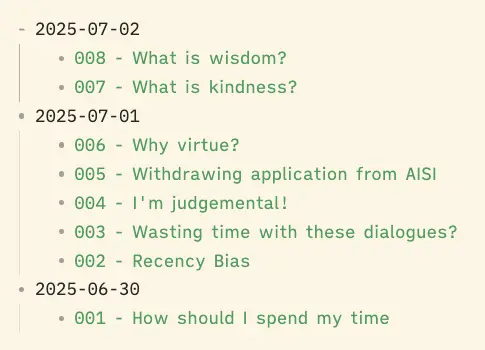 - 2025-07-02
• 008 - What is wisdom?
• 007 - What is kindness?
• 2025-07-01
• 006 - Why virtue?
• 005 - Withdrawing application from AISI
• 004 - I'm judgemental!
• 003 - Wasting time with these dialogues?
• 002 - Recency Bias
• 2025-06-30
• 001 - How should I spend my time